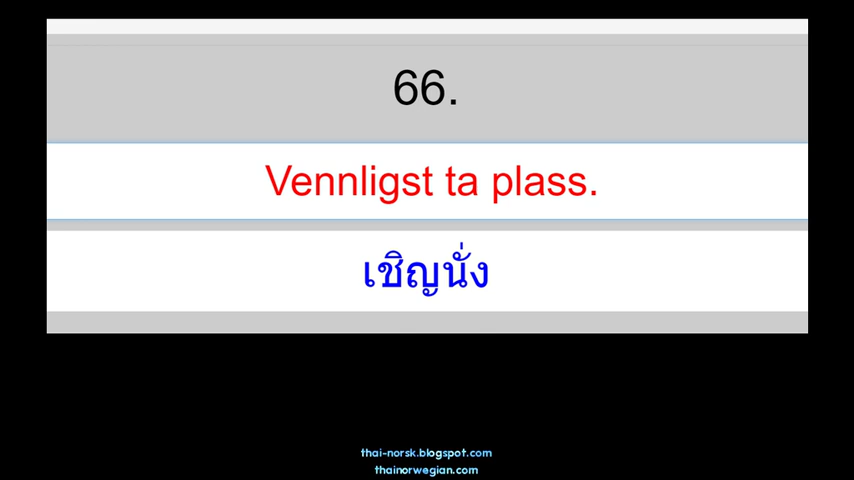 66.
Vennligst ta plass.
เชิญนั่ง
thai-norsk.blogspot.com
thainorwegian.com